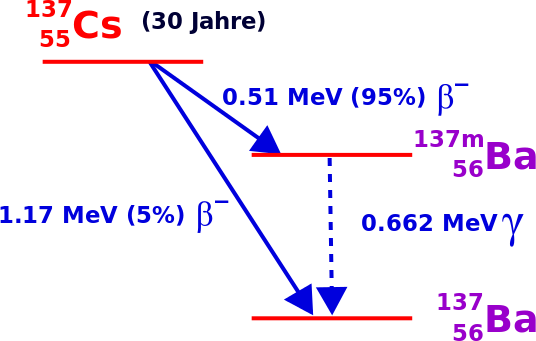 137
55Cs (30 Jahre)
0.51 MeV (95%) β−
137m
56Ba
1.17 MeV (5%) β−
0.662 MeV γ
137
56Ba